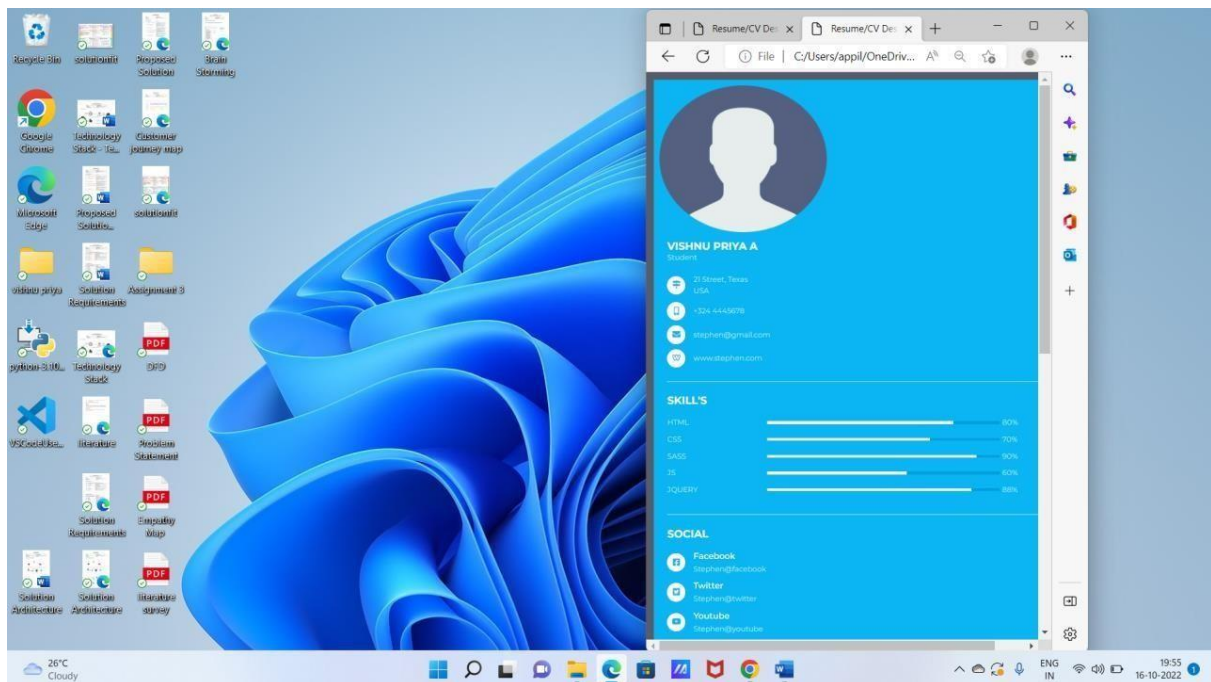 Recycle Bin
solutionfit
Proposed
Solution
Brain
Storming
Google
Chrome
Technology
Stack - Te...
Customer
journey map
Microsoft
Edge
Proposed
Solutio...
solutionfit
vishnu priya
Solution
Requirements
Assignment 3
python-3.10...
Technology
Stack
PDF
DFD
VSCodeUse...
literature
PDF
Problem
Statement
Solution
Requirements
PDF
Empathy
Map
Solution
Architecture
Solution
Architecture
PDF
literature
survey
Resume/CV Des
Resume/CV Des
File | C:/Users/appil/OneDriv...
VISHNU PRIYA A
Student
21 Street, Texas
USA
+324 4445678
stephen@gmail.com
www.stephen.com
SKILL'S
HTML 80%
CSS 70%
SASS 90%
JS 60%
JQUERY 88%
SOCIAL
Facebook
Stephen@facebook
Twitter
Stephen@twitter
Youtube
Stephen@youtube
26°C
Cloudy
ENG
IN
19:55
16-10-2022
1